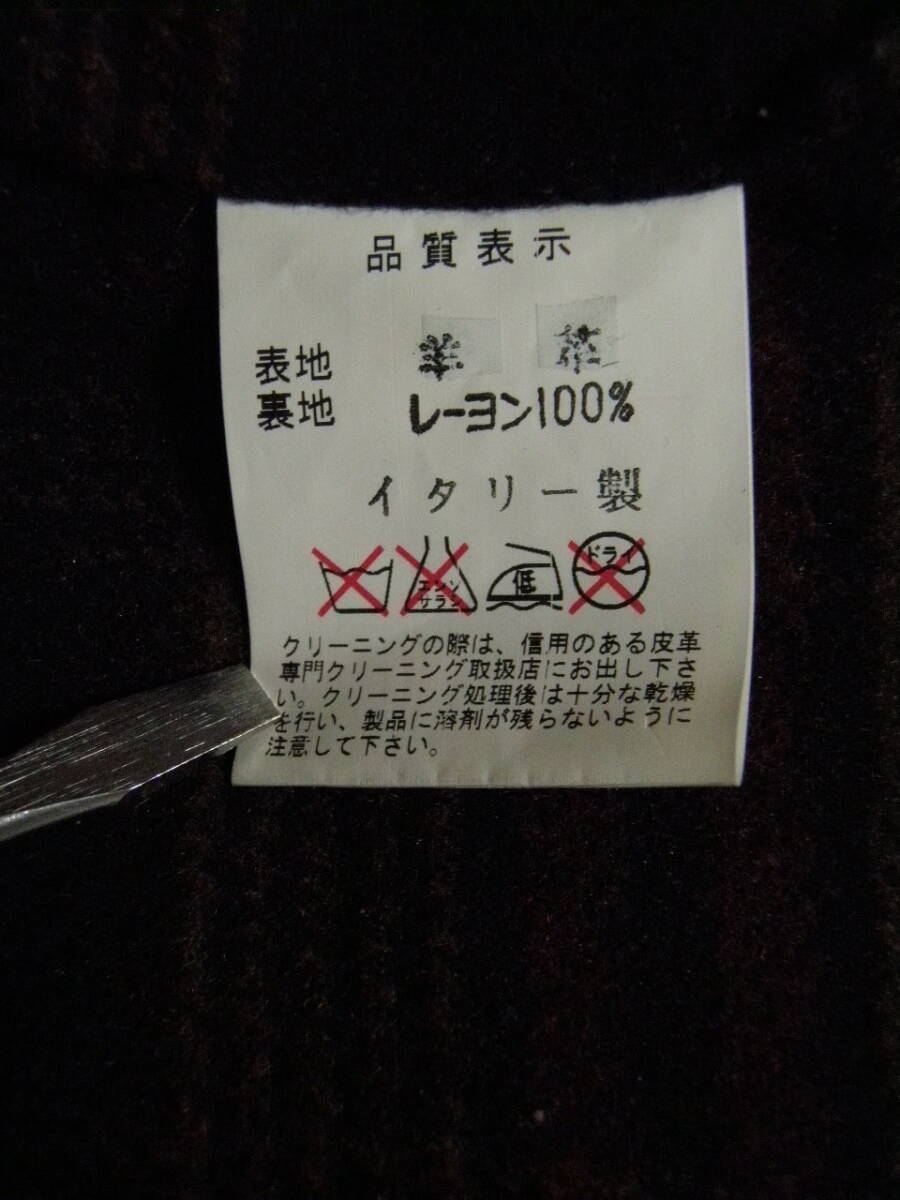 品質表示
表地 羊革
裏地 レーヨン100%
イタリー製
エンソサラシ 低 ドライ
クリーニングの際は、信用のある皮革
専門クリーニング取扱店にお出し下さ
い。クリーニング処理後は十分な乾燥
を行い、製品に溶剤が残らないように
注意して下さい。